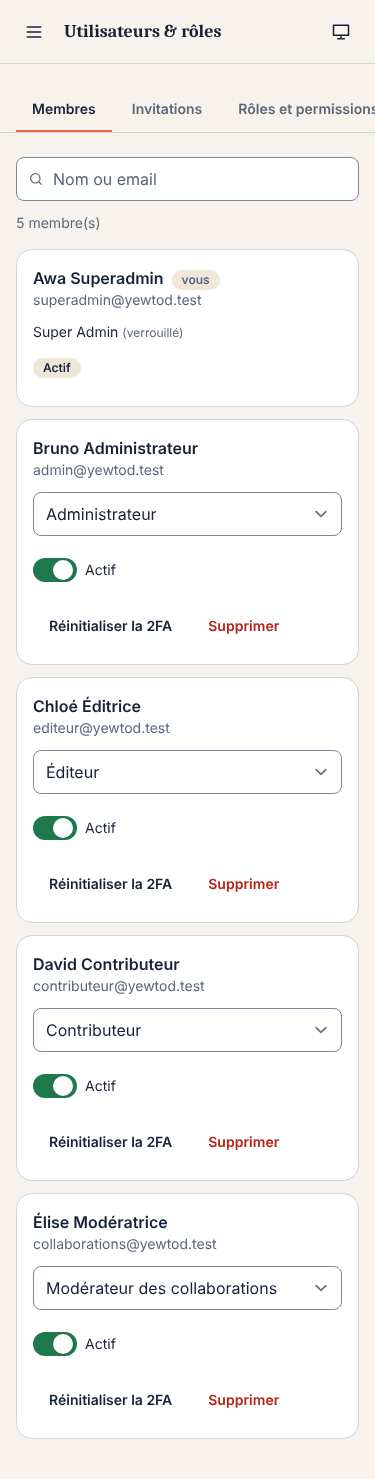 Utilisateurs & rôles
Membres
Invitations
Rôles et permissions
Nom ou email
5 membre(s)
Awa Superadmin vous
superadmin@yewtod.test
Super Admin (verrouillé)
Actif
Bruno Administrateur
admin@yewtod.test
Administrateur
Actif
Réinitialiser la 2FA
Supprimer
Chloé Éditrice
editeur@yewtod.test
Éditeur
Actif
Réinitialiser la 2FA
Supprimer
David Contributeur
contributeur@yewtod.test
Contributeur
Actif
Réinitialiser la 2FA
Supprimer
Élise Modératrice
collaborations@yewtod.test
Modérateur des collaborations
Actif
Réinitialiser la 2FA
Supprimer